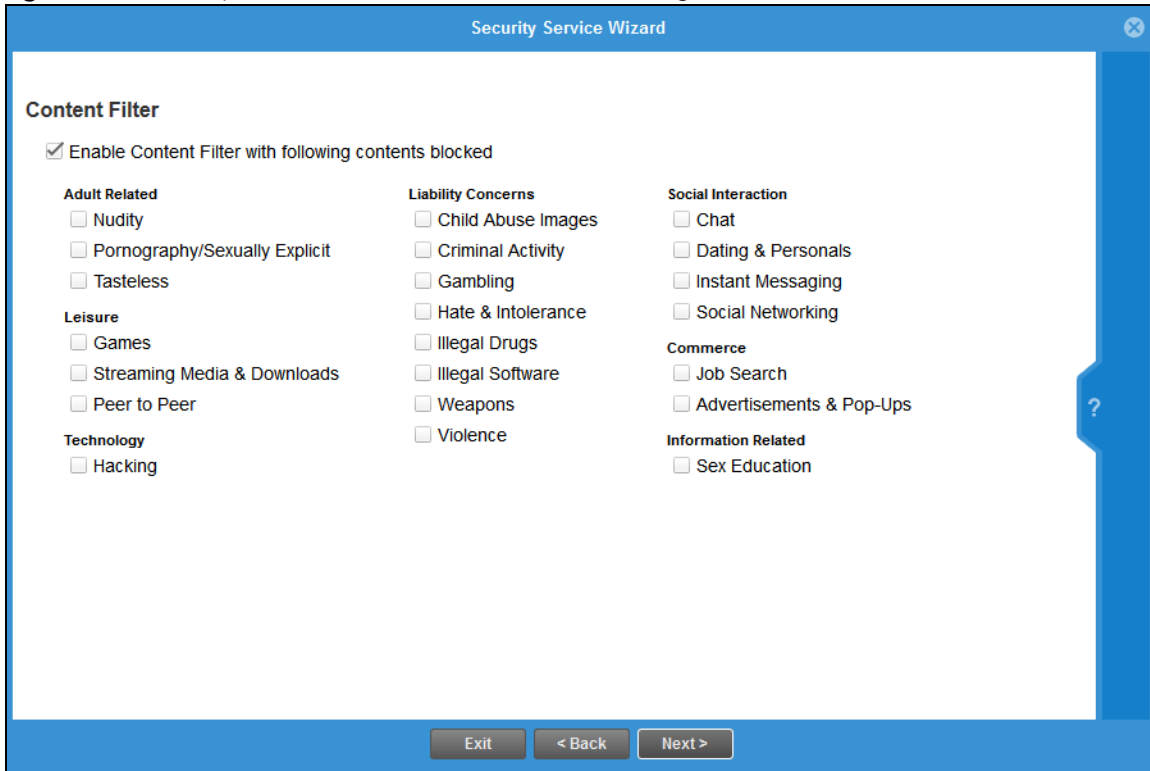 Security Service Wizard
Content Filter
Enable Content Filter with following contents blocked
Adult Related
Nudity
Pornography/Sexually Explicit
Tasteless
Leisure
Games
Streaming Media & Downloads
Peer to Peer
Technology
Hacking
Liability Concerns
Child Abuse Images
Criminal Activity
Gambling
Hate & Intolerance
Illegal Drugs
Illegal Software
Weapons
Violence
Social Interaction
Chat
Dating & Personals
Instant Messaging
Social Networking
Commerce
Job Search
Advertisements & Pop-Ups
Information Related
Sex Education
?
Exit
< Back
Next >